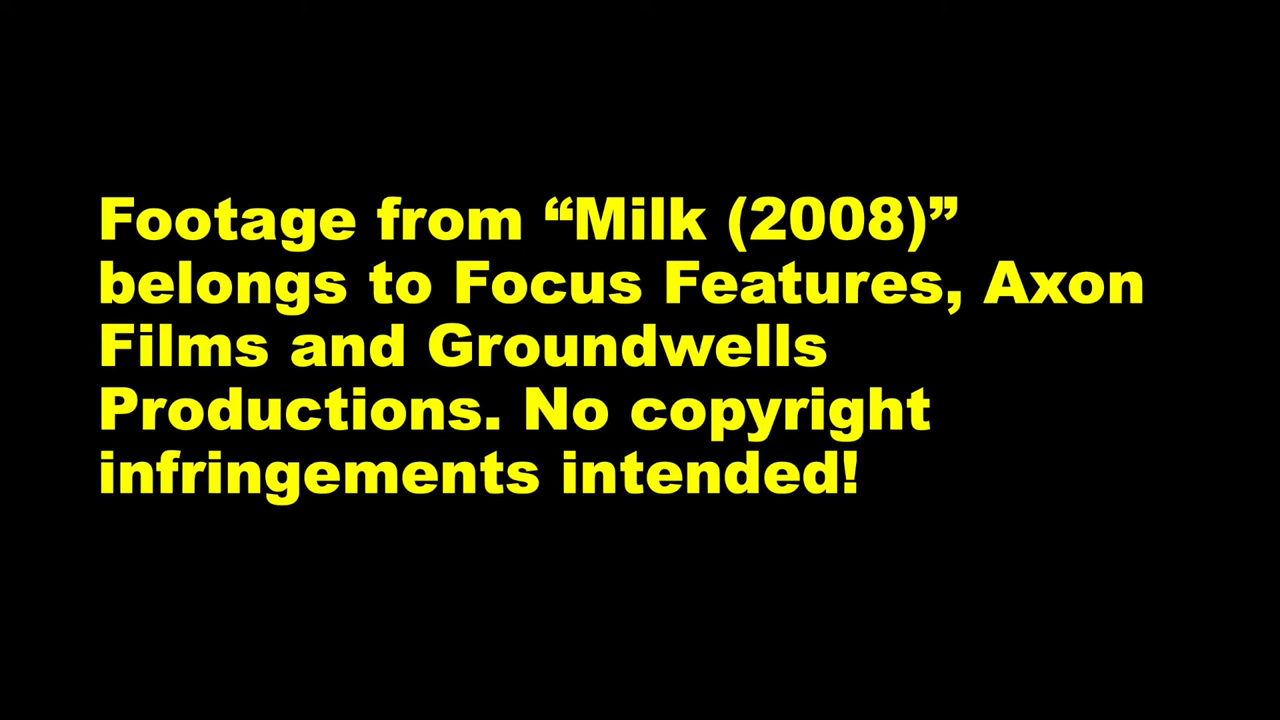 Footage from “Milk (2008)”
belongs to Focus Features, Axon
Films and Groundwells
Productions. No copyright
infringements intended!